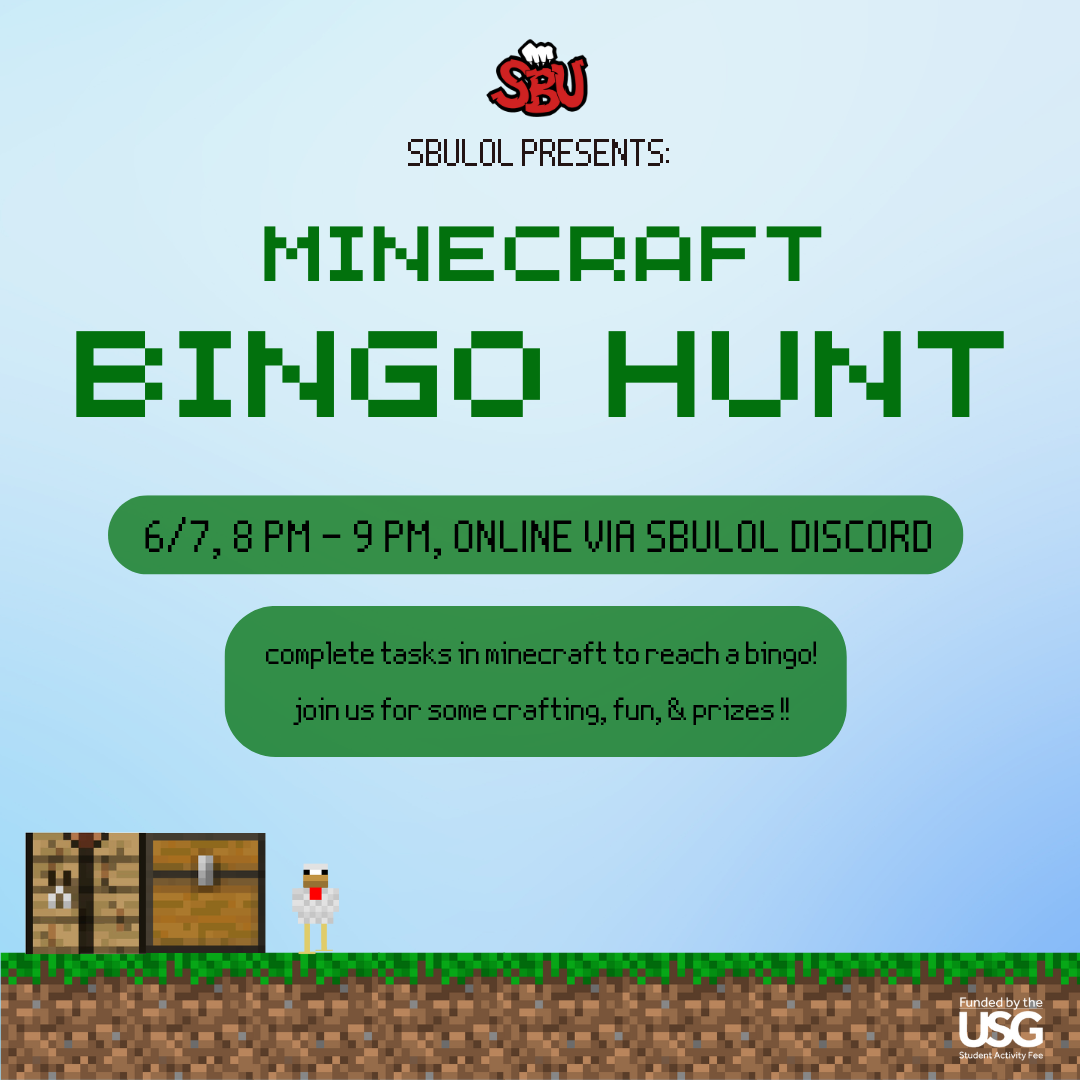 SBU
SBULOL PRESENTS:
MINECRAFT
BINGO HUNT
6/7, 8 PM - 9 PM, ONLINE VIA SBULOL DISCORD
complete tasks in minecraft to reach a bingo!
join us for some crafting, fun, & prizes !!
Funded by the
USG
Student Activity Fee